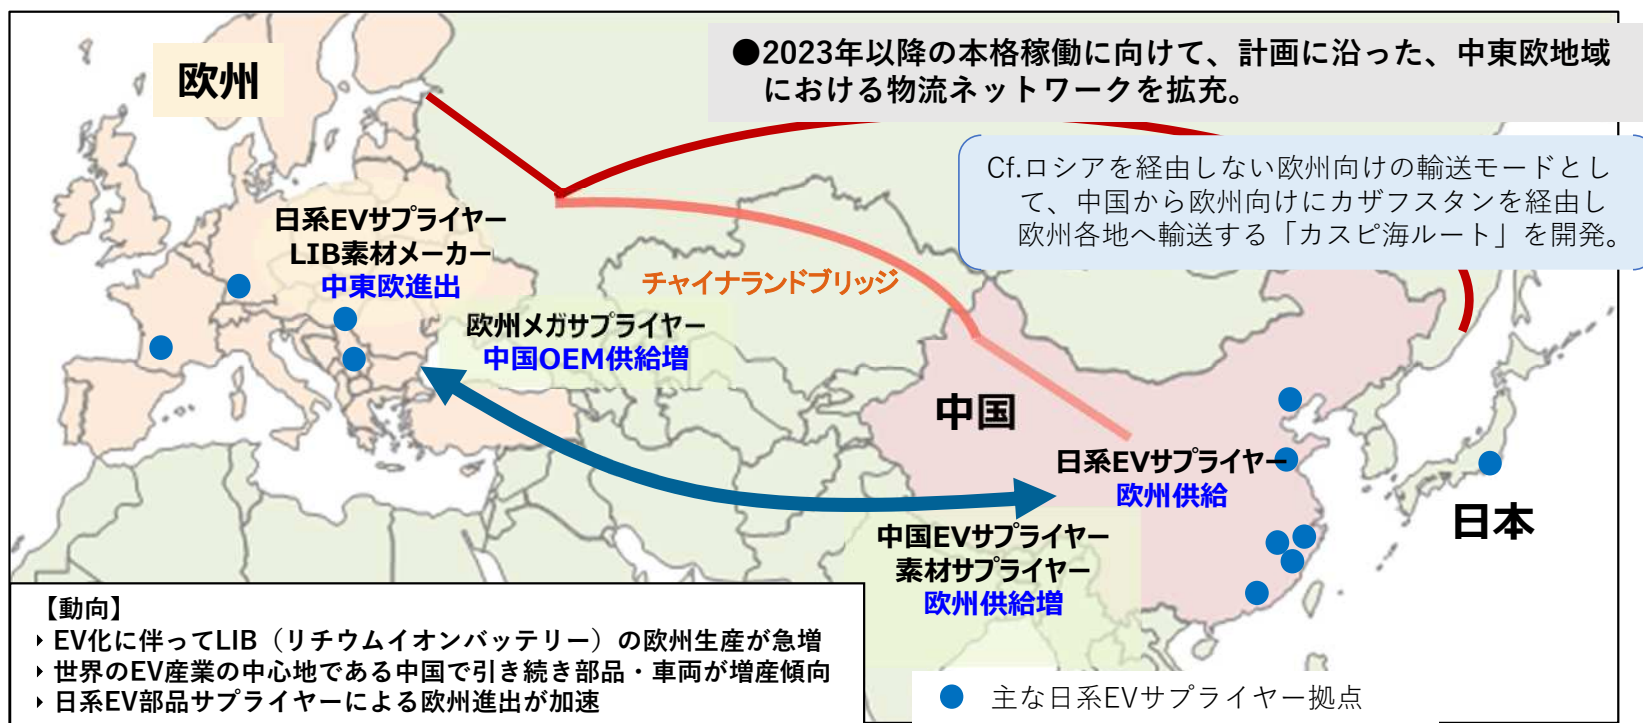 欧州
●2023年以降の本格稼働に向けて、計画に沿った、中東欧地域
における物流ネットワークを拡充。
Cf.ロシアを経由しない欧州向けの輸送モードとし
て、中国から欧州向けにカザフスタンを経由し
欧州各地へ輸送する「カスピ海ルート」を開発。
日系EVサプライヤー
LIB素材メーカー
中東欧進出
チャイナランドブリッジ
欧州メガサプライヤー
中国OEM供給増
中国
日系EVサプライヤー
欧州供給
日本
中国EVサプライヤー
素材サプライヤー
欧州供給増
【動向】
EV化に伴ってLIB（リチウムイオンバッテリー）の欧州生産が急増
世界のEV産業の中心地である中国で引き続き部品・車両が増産傾向
日系EV部品サプライヤーによる欧州進出が加速
主な日系EVサプライヤー拠点